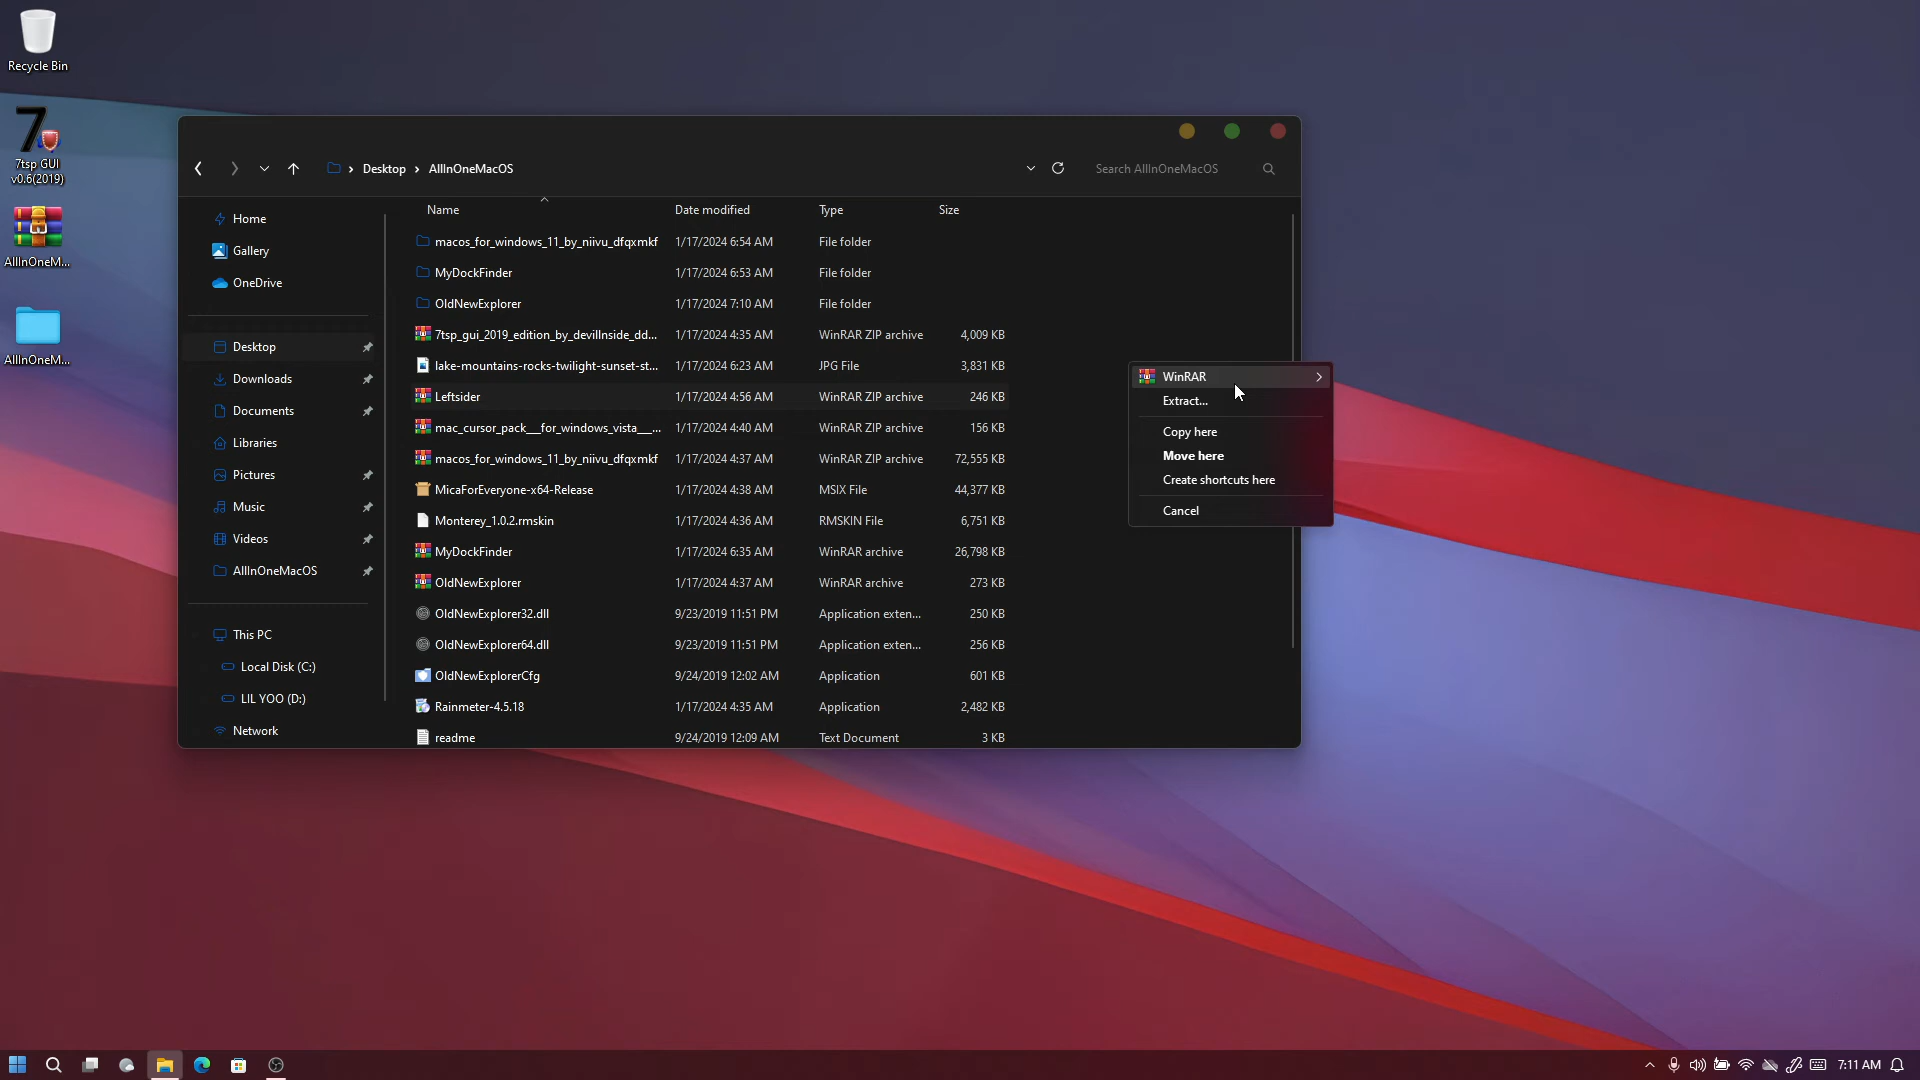 Recycle Bin
7tsp GUI
v0.6(2019)
AllInOneM...
AllInOneM...
Desktop
AllInOneMacOS
Search AllInOneMacOS
Home
Gallery
OneDrive
Desktop
Downloads
Documents
Libraries
Pictures
Music
Videos
AllInOneMacOS
This PC
Local Disk (C:)
LIL YOO (D:)
Network
Name Date modified Type Size
macos_for_windows_11_by_niivu_dfqxmkf 1/17/2024 6:54 AM File folder
MyDockFinder 1/17/2024 6:53 AM File folder
OldNewExplorer 1/17/2024 7:10 AM File folder
7tsp_gui_2019_edition_by_devillnside_dd... 1/17/2024 4:35 AM WinRAR ZIP archive 4,009 KB
lake-mountains-rocks-twilight-sunset-st... 1/17/2024 6:23 AM JPG File 3,831 KB
Leftsider 1/17/2024 4:56 AM WinRAR ZIP archive 246 KB
mac_cursor_pack__for_windows_vista___... 1/17/2024 4:40 AM WinRAR ZIP archive 156 KB
macos_for_windows_11_by_niivu_dfqxmkf 1/17/2024 4:37 AM WinRAR ZIP archive 72,555 KB
MicaForEveryone-x64-Release 1/17/2024 4:38 AM MSIX File 44,377 KB
Monterey_1.0.2.rmskin 1/17/2024 4:36 AM RMSKIN File 6,751 KB
MyDockFinder 1/17/2024 6:35 AM WinRAR archive 26,798 KB
OldNewExplorer 1/17/2024 4:37 AM WinRAR archive 273 KB
OldNewExplorer32.dll 9/23/2019 11:51 PM Application exten... 250 KB
OldNewExplorer64.dll 9/23/2019 11:51 PM Application exten... 256 KB
OldNewExplorerCfg 9/24/2019 12:02 AM Application 601 KB
Rainmeter-4.5.18 1/17/2024 4:35 AM Application 2,482 KB
readme 9/24/2019 12:09 AM Text Document 3 KB
WinRAR
Extract...
Copy here
Move here
Create shortcuts here
Cancel
7:11 AM